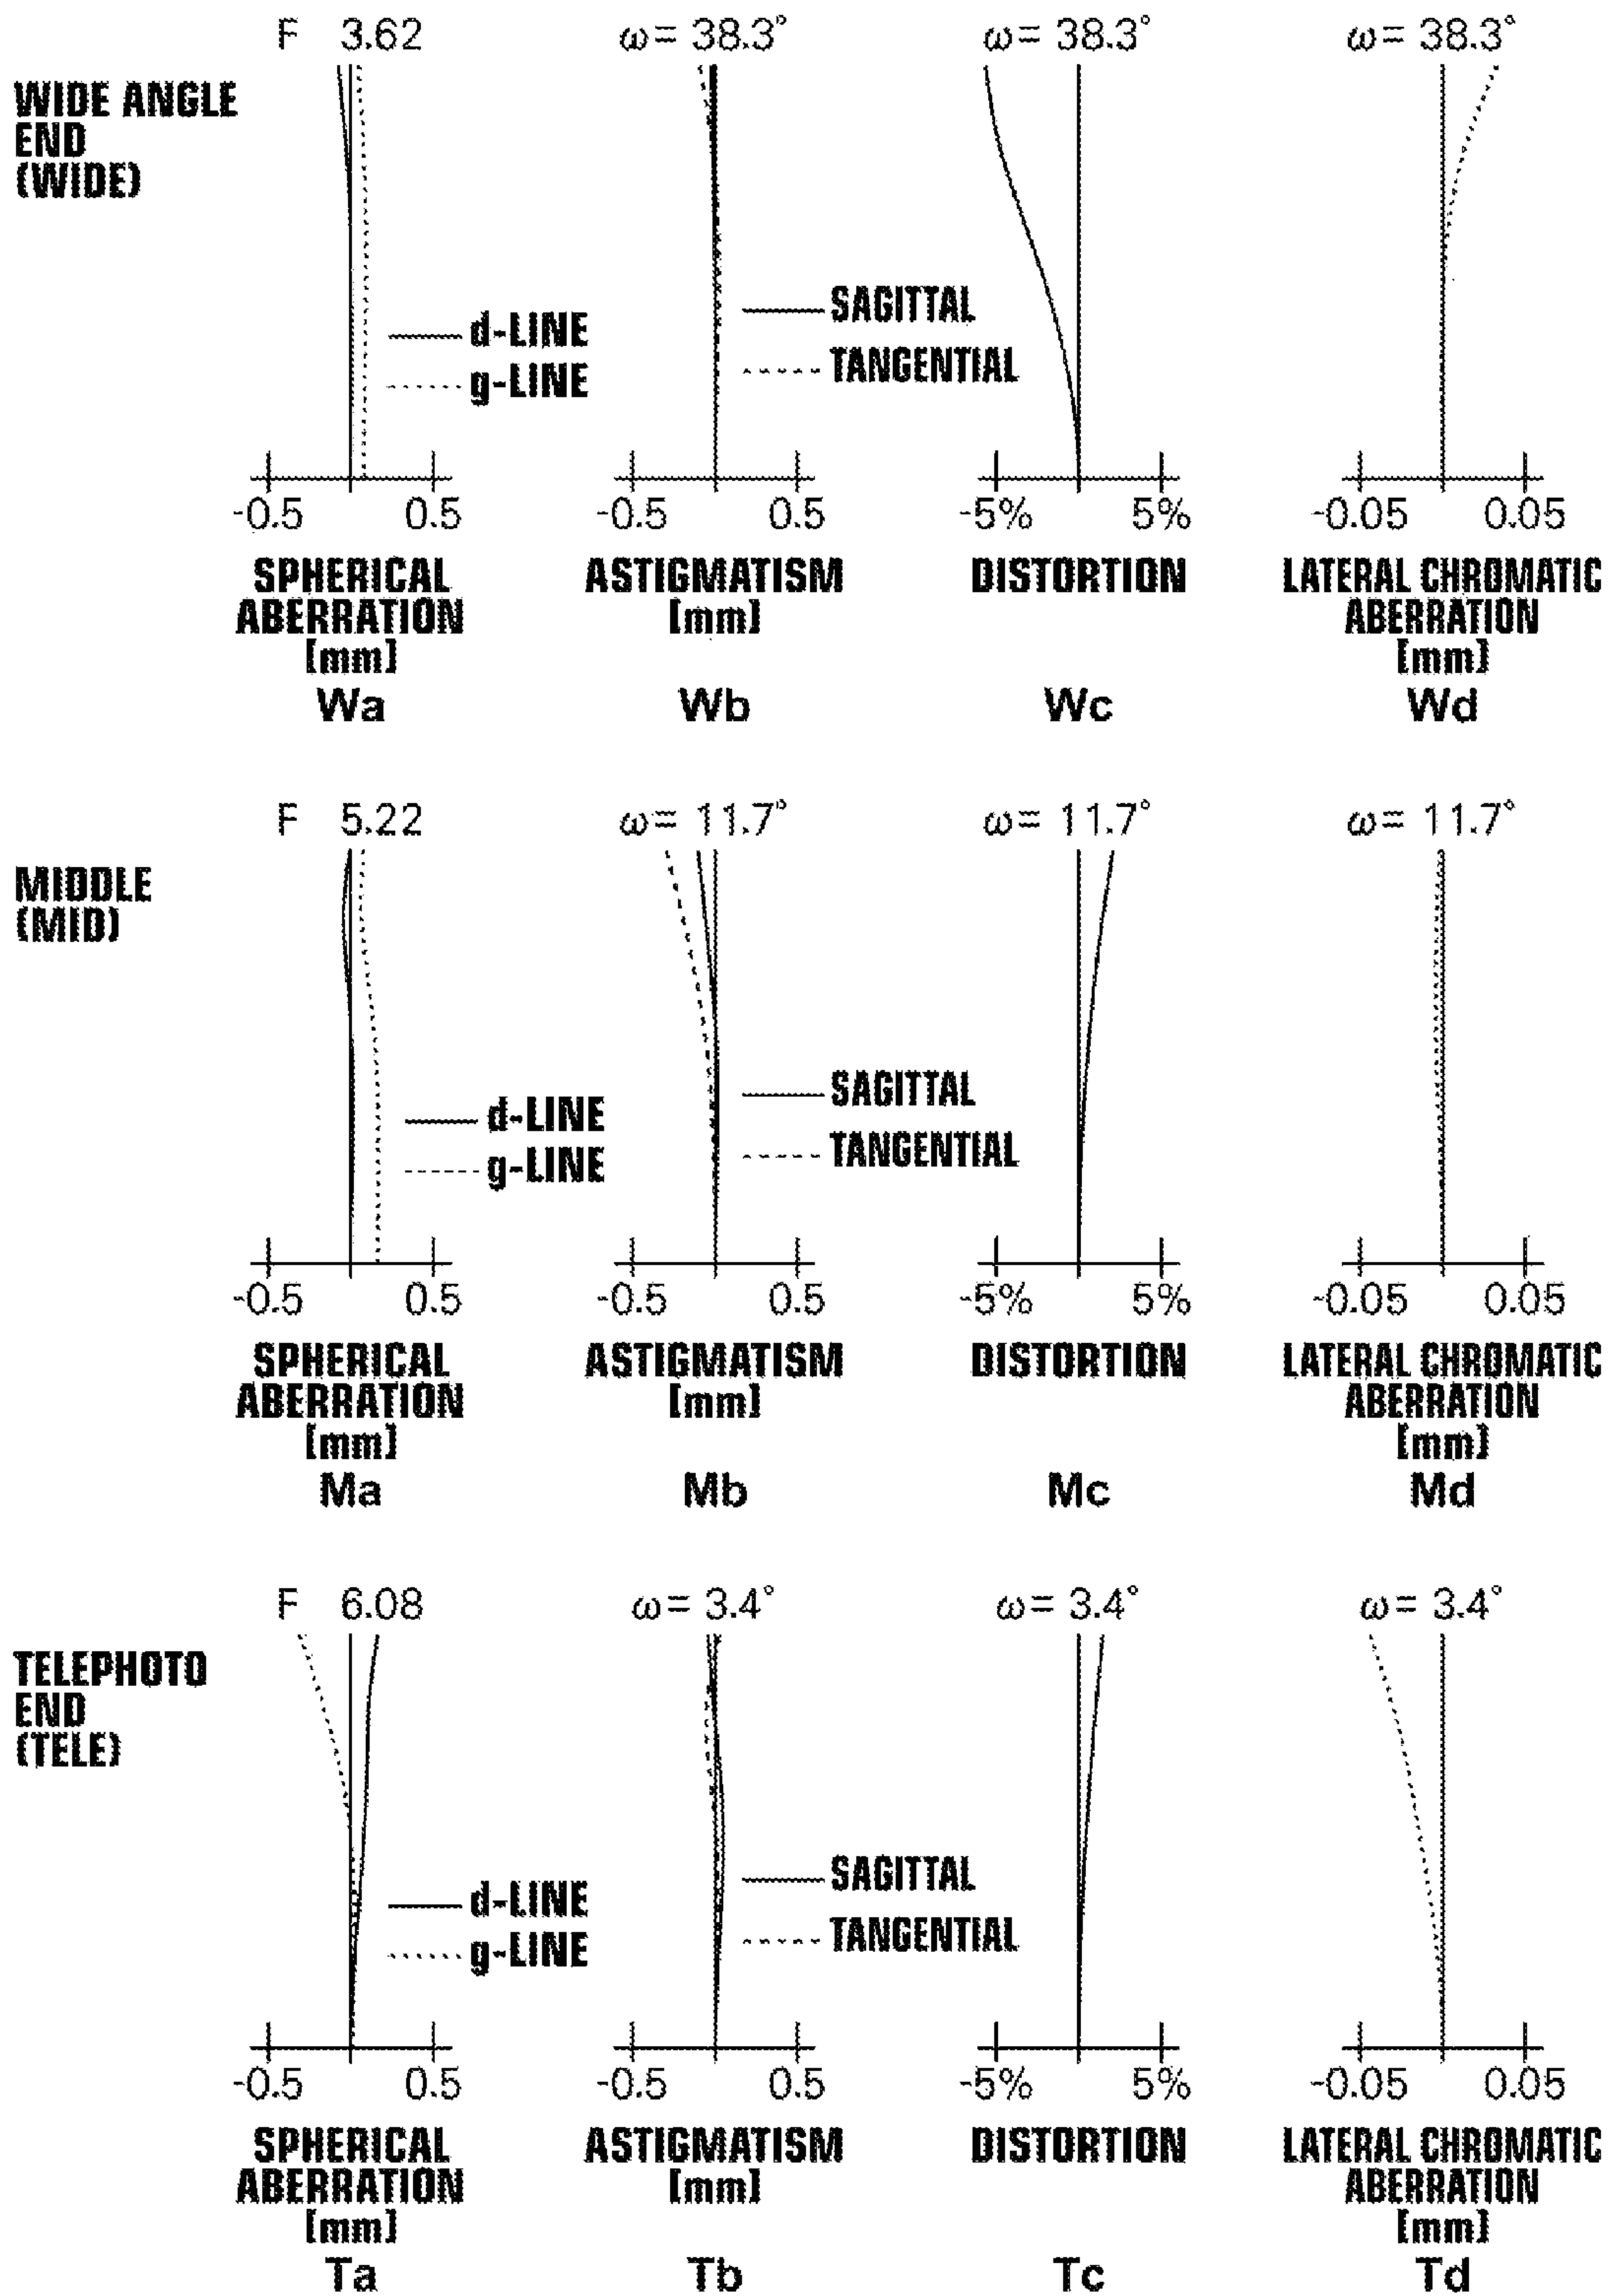 F 3.62
ω= 38.3°
ω= 38.3°
ω= 38.3°
WIDE ANGLE
END
(WIDE)
d-LINE
g-LINE
SAGITTAL
TANGENTIAL
-0.5 0.5
-0.5 0.5
-5% 5%
-0.05 0.05
SPHERICAL
ABERRATION
[mm]
Wa
ASTIGMATISM
[mm]
Wb
DISTORTION
Wc
LATERAL CHROMATIC
ABERRATION
[mm]
Wd
F 5.22
ω= 11.7°
ω= 11.7°
ω= 11.7°
MIDDLE
(MID)
d-LINE
g-LINE
SAGITTAL
TANGENTIAL
-0.5 0.5
-0.5 0.5
-5% 5%
-0.05 0.05
SPHERICAL
ABERRATION
[mm]
Ma
ASTIGMATISM
[mm]
Mb
DISTORTION
Mc
LATERAL CHROMATIC
ABERRATION
[mm]
Md
F 6.08
ω= 3.4°
ω= 3.4°
ω= 3.4°
TELEPHOTO
END
(TELE)
d-LINE
g-LINE
SAGITTAL
TANGENTIAL
-0.5 0.5
-0.5 0.5
-5% 5%
-0.05 0.05
SPHERICAL
ABERRATION
[mm]
Ta
ASTIGMATISM
[mm]
Tb
DISTORTION
Tc
LATERAL CHROMATIC
ABERRATION
[mm]
Td